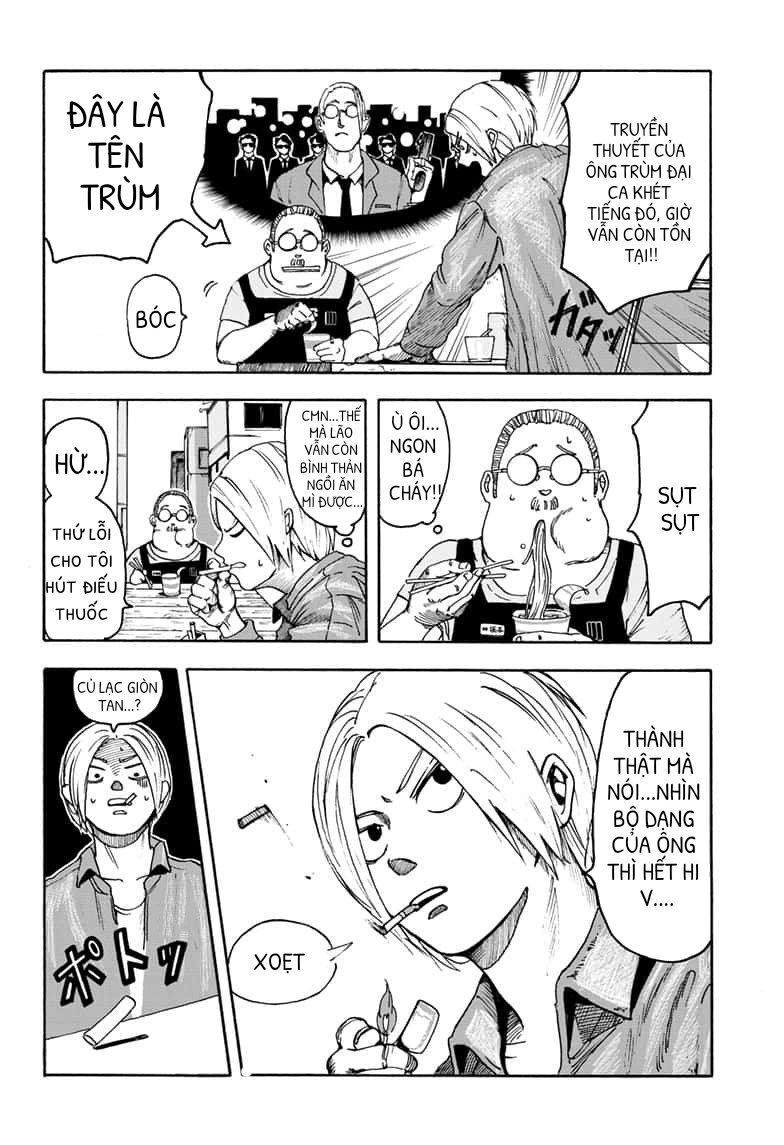 TRUYỀN
THUYẾT CỦA
ÔNG TRÙM ĐẠI
CA KHÉT
TIẾNG ĐÓ, GIỜ
VẪN CÒN TỒN
TẠI!!
ガタッ
ĐÂY LÀ
TÊN
TRÙM
BÓC
Ù ÔI...
NGON
BÁ
CHÁY!!
SỤT
SỤT
CMN...THẾ
MÀ LÃO
VẪN CÒN
BÌNH THẢN
NGỒI ĂN
MÌ ĐƯỢC...
HỪ...
THỨ LỖI
CHO TÔI
HÚT ĐIẾU
THUỐC
THÀNH
THẬT MÀ
NÓI...NHÌN
BỘ DẠNG
CỦA ÔNG
THÌ HẾT HI
V....
XOẸT
CỦ LẠC GIÒN
TAN...?
ポトッ